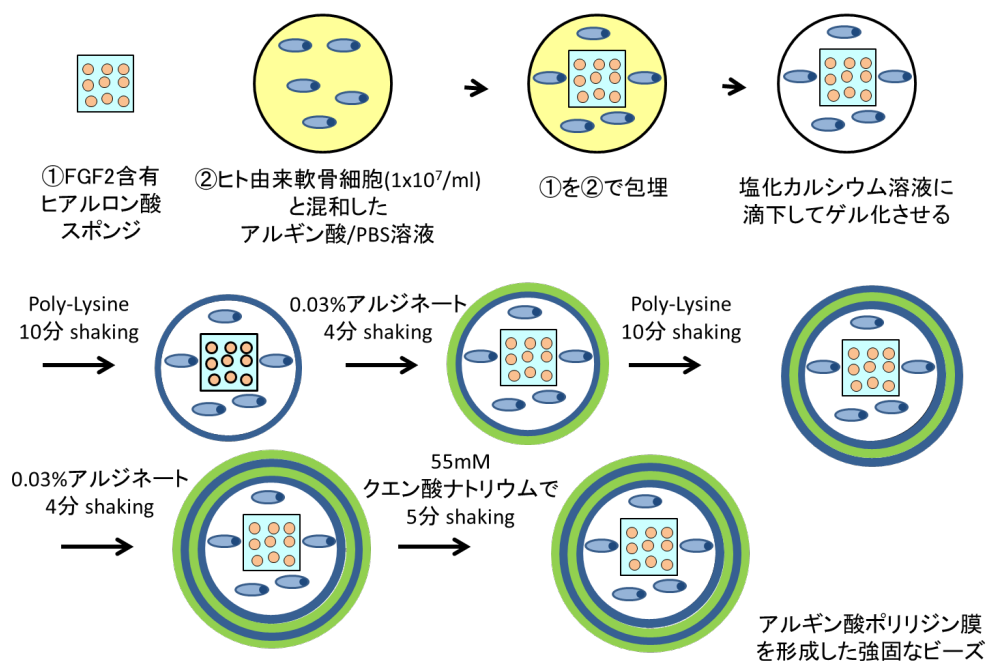 ①FGF2含有
ヒアルロン酸
スポンジ
②ヒト由来軟骨細胞(1x10⁷/ml)
と混和した
アルギン酸/PBS溶液
①を②で包埋
塩化カルシウム溶液に
滴下してゲル化させる
Poly-Lysine
10分 shaking
0.03%アルジネート
4分 shaking
Poly-Lysine
10分 shaking
0.03%アルジネート
4分 shaking
55mM
クエン酸ナトリウムで
5分 shaking
アルギン酸ポリリジン膜
を形成した強固なビーズ